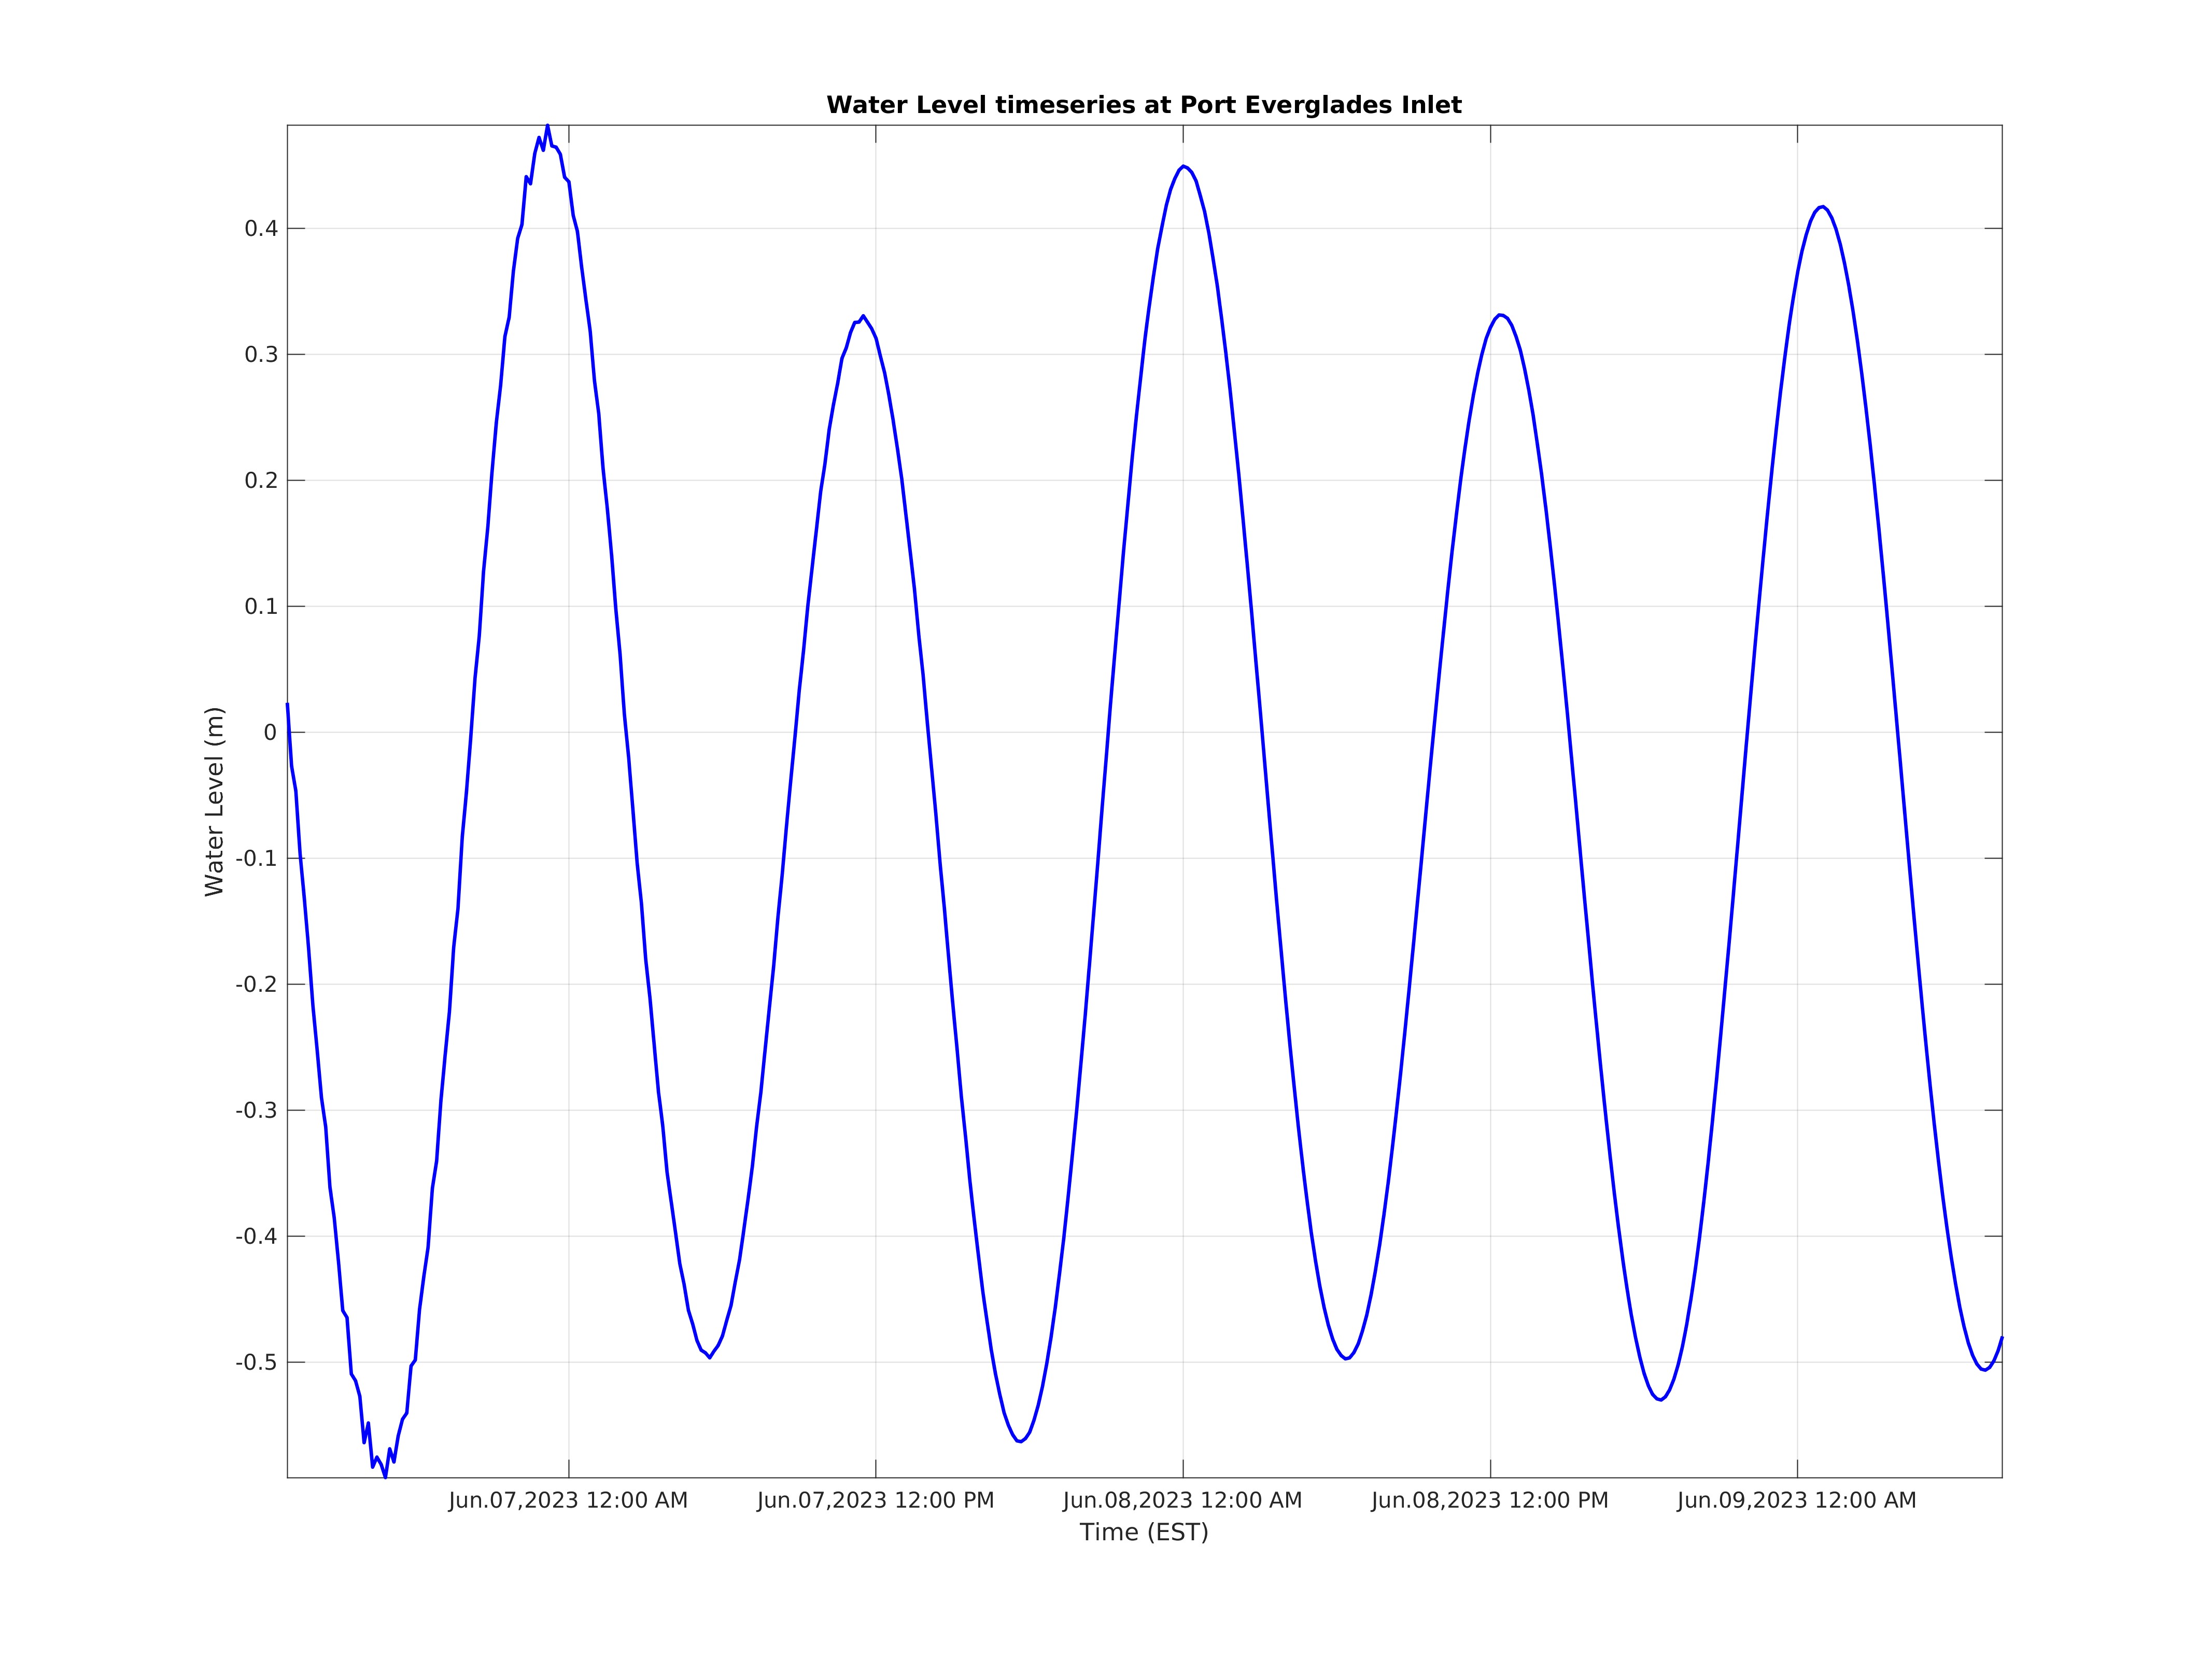 Water Level timeseries at Port Everglades Inlet
0.4
0.3
0.2
0.1
0
-0.1
-0.2
-0.3
-0.4
-0.5
Water Level (m)
Jun.07,2023 12:00 AM
Jun.07,2023 12:00 PM
Jun.08,2023 12:00 AM
Jun.08,2023 12:00 PM
Jun.09,2023 12:00 AM
Time (EST)